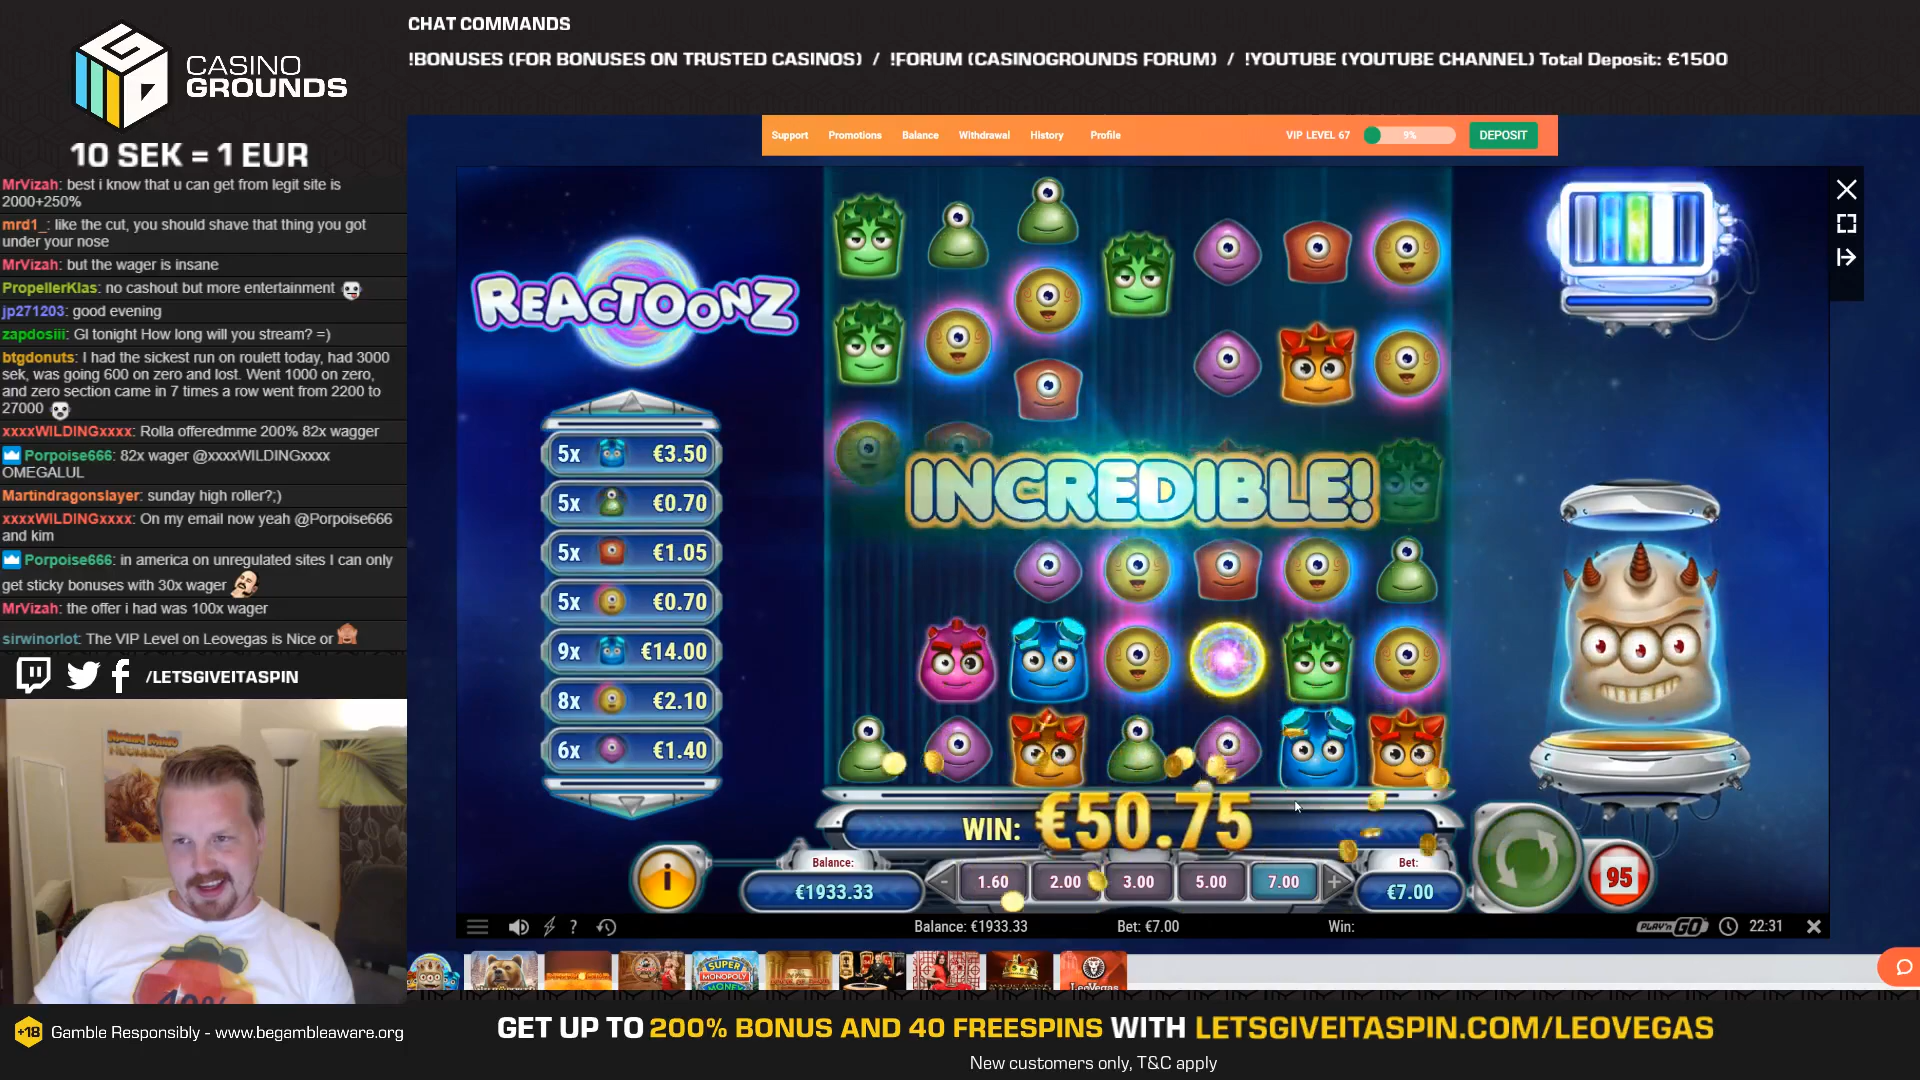 CHAT COMMANDS
!BONUSES (FOR BONUSES ON TRUSTED CASINOS) / !FORUM (CASINOGROUNDS FORUM) / !YOUTUBE (YOUTUBE CHANNEL) Total Deposit: €1500
CASINO
GROUNDS
10 SEK = 1 EUR
MrVizah: best i know that u can get from legit site is
2000+250%
mrd1_: like the cut, you should shave that thing you got
under your nose
MrVizah: but the wager is insane
PropellerKlas: no cashout but more entertainment
jp271203: good evening
zapdosiii: Gl tonight How long will you stream? =)
btgdonuts: I had the sickest run on roulett today, had 3000
sek, was going 600 on zero and lost. Went 1000 on zero,
and zero section came in 7 times a row went from 2200 to
27000
xxxxWILDINGxxxx: Rolla offeredmme 200% 82x wagger
Porpoise666: 82x wager @xxxxWILDINGxxxx
OMEGALUL
Martindragonslayer: sunday high roller?;)
xxxxWILDINGxxxx: On my email now yeah @Porpoise666
and kim
Porpoise666: in america on unregulated sites I can only
get sticky bonuses with 30x wager
MrVizah: the offer i had was 100x wager
sirwinorlot: The VIP Level on Leovegas is Nice or
/LETSGIVEITASPIN
Support Promotions Balance Withdrawal History Profile VIP LEVEL 67 9% DEPOSIT
REACTOONZ
5x €3.50
5x €0.70
5x €1.05
5x €0.70
9x €14.00
8x €2.10
6x €1.40
INCREDIBLE!
WIN: €50.75
Balance:
€1933.33
- 1.60 2.00 3.00 5.00 7.00 +
Bet:
€7.00
95
Balance: €1933.33 Bet: €7.00 Win: PLAY'n GO 22:31
SUPER
MONOPOLY
MONEY
LeoVegas
40%
+18 Gamble Responsibly - www.begambleaware.org
GET UP TO 200% BONUS AND 40 FREESPINS WITH LETSGIVEITASPIN.COM/LEOVEGAS
New customers only, T&C apply